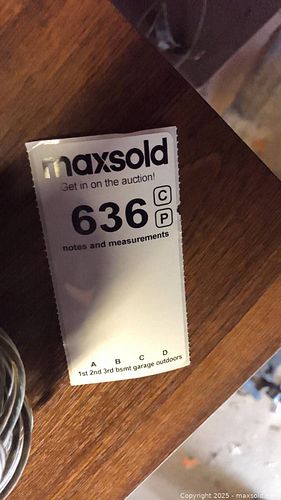 maxsold
Get in on the auction!
636 C
P
notes and measurements
A B C D
1st 2nd 3rd bsmt garage outdoors
Copyright 2025 - maxsold